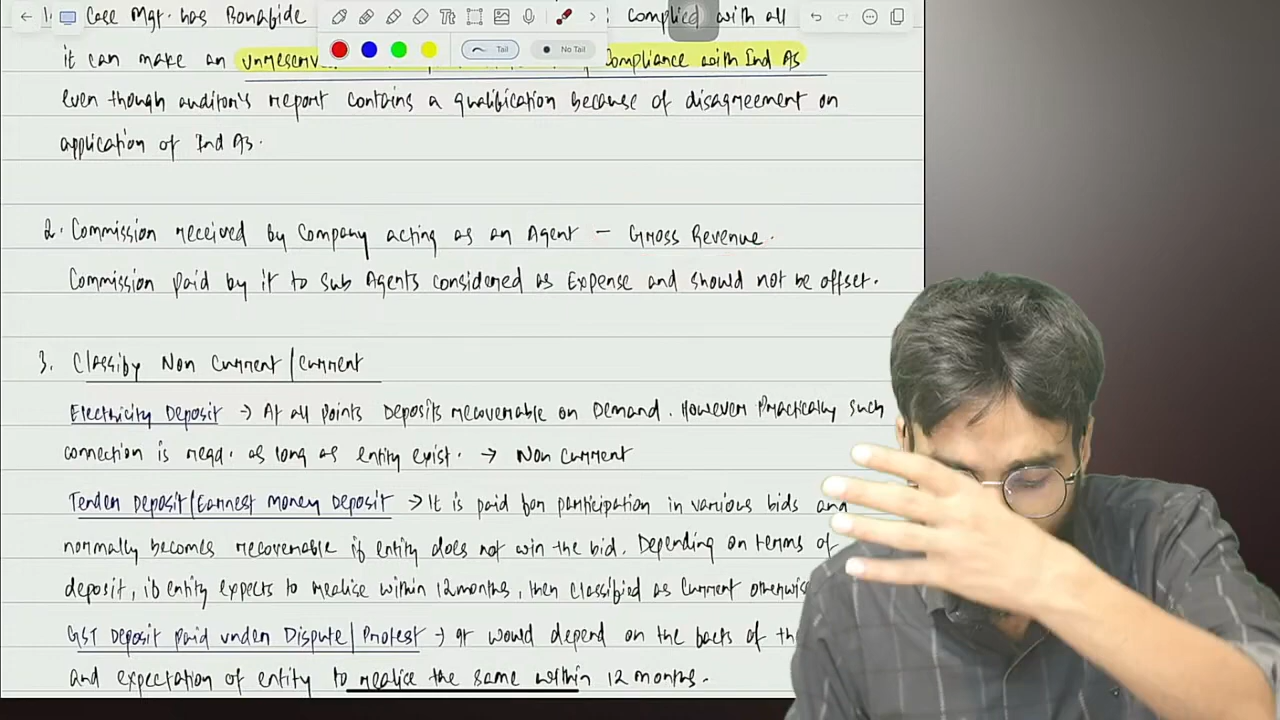 1. Case Mgt. has Bonafide complied with all
Tail No Tail
it can make an unreserv compliance with Ind As
even though auditor's report contains a qualification because of disagreement on
application of Ind As.
2. Commission received by Company acting as an Agent – Gross Revenue.
Commission paid by it to Sub Agents considered as Expense and should not be offset.
3. Classify Non Current/Current
Electricity Deposit → At all points Deposits recoverable on Demand. However Practically such
connection is reqd. as long as entity exist. → Non Current
Tender Deposit/Earnest Money Deposit → It is paid for participation in various bids and
normally becomes recoverable if entity does not win the bid. Depending on terms of
deposit, if entity expects to realise within 12 months, then classified as Current otherwise
GST Deposit paid under Dispute/Protest → It would depend on the facts of th
and expectation of entity to realise the same within 12 months.